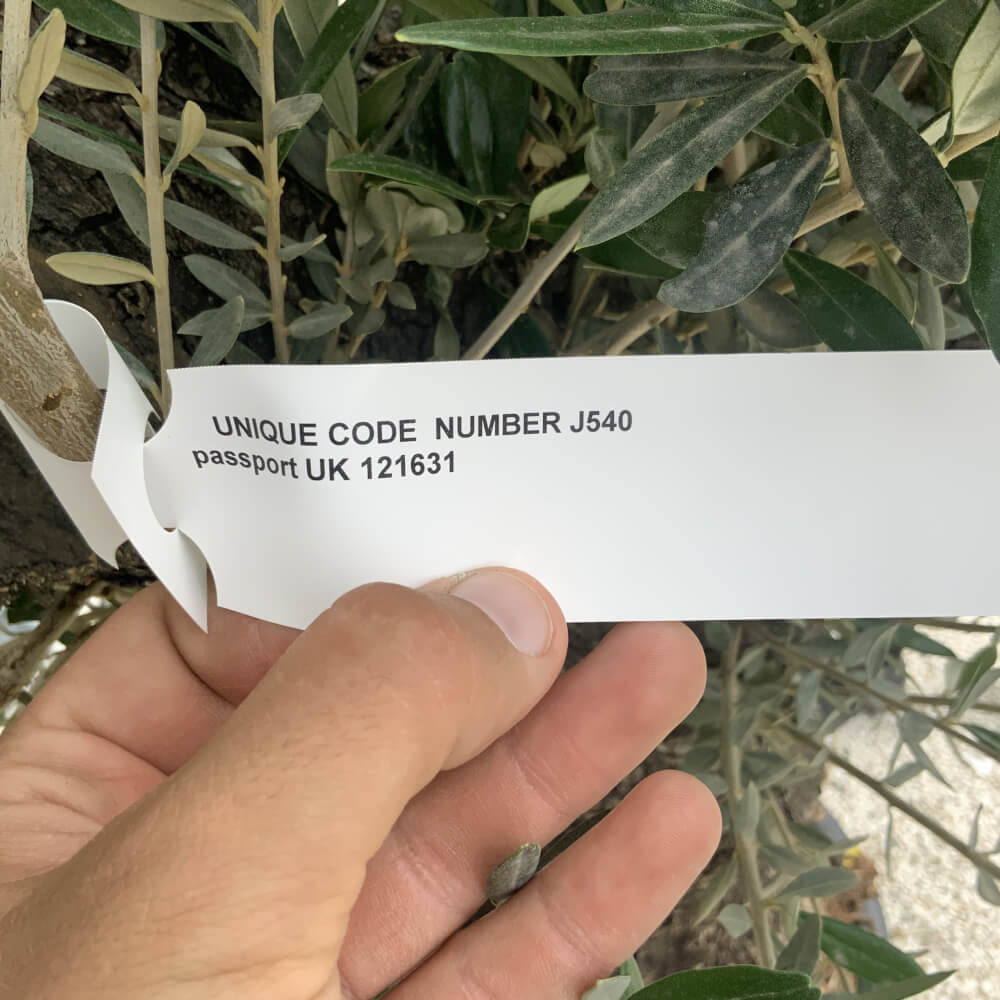 UNIQUE CODE NUMBER J540
passport UK 121631